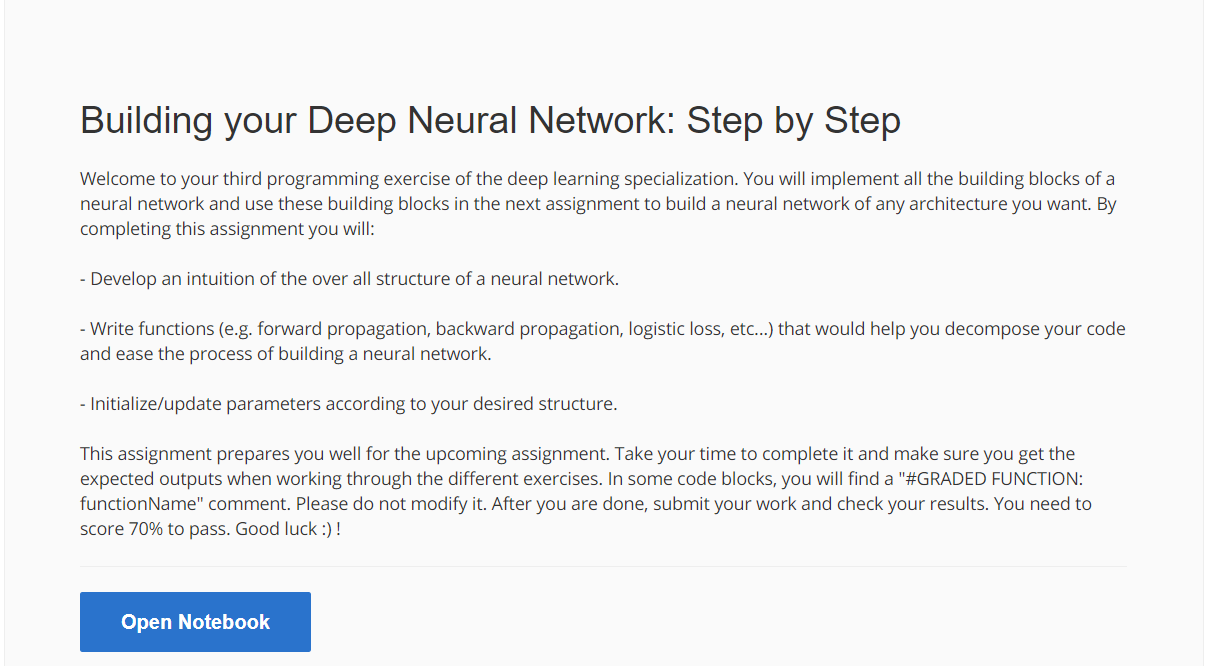 Building your Deep Neural Network: Step by Step
Welcome to your third programming exercise of the deep learning specialization. You will implement all the building blocks of a
neural network and use these building blocks in the next assignment to build a neural network of any architecture you want. By
completing this assignment you will:
- Develop an intuition of the over all structure of a neural network.
- Write functions (e.g. forward propagation, backward propagation, logistic loss, etc...) that would help you decompose your code
and ease the process of building a neural network.
- Initialize/update parameters according to your desired structure.
This assignment prepares you well for the upcoming assignment. Take your time to complete it and make sure you get the
expected outputs when working through the different exercises. In some code blocks, you will find a "#GRADED FUNCTION:
functionName" comment. Please do not modify it. After you are done, submit your work and check your results. You need to
score 70% to pass. Good luck :) !
Open Notebook